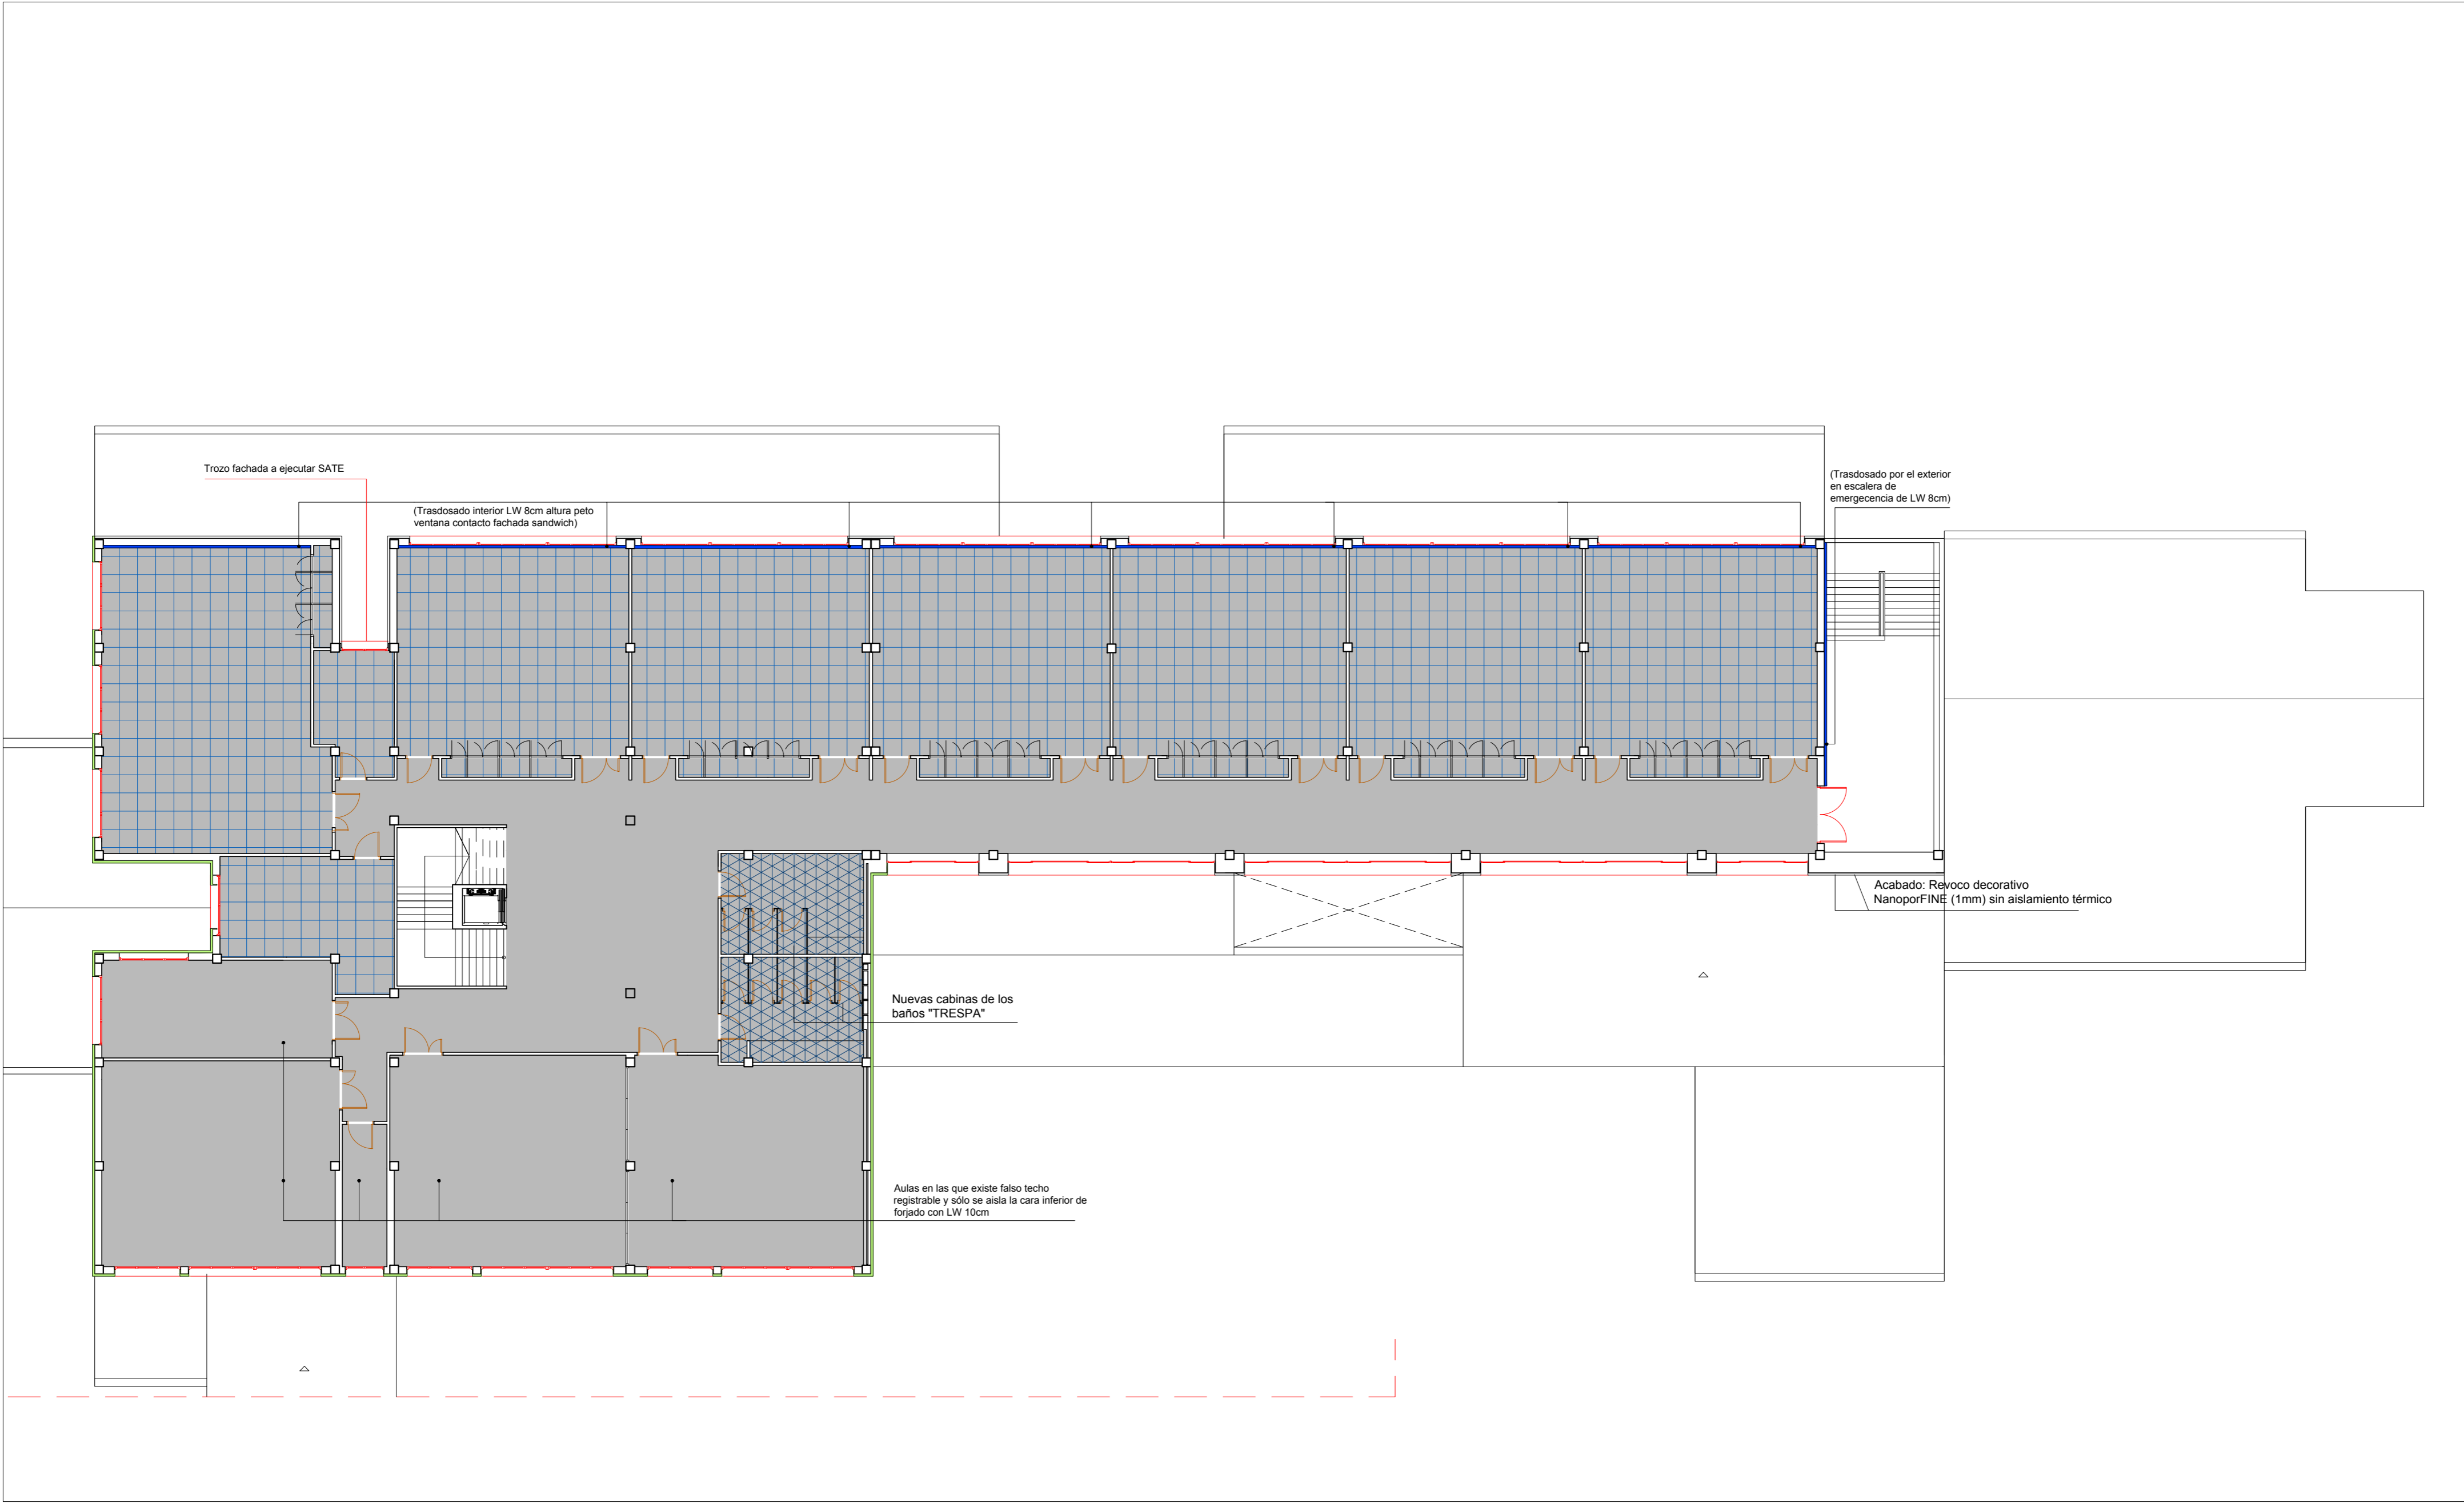 Trozo fachada a ejecutar SATE
(Trasdosado por el exterior
en escalera de
emergecencia de LW 8cm)
(Trasdosado interior LW 8cm altura peto
ventana contacto fachada sandwich)
Acabado: Revoco decorativo
NanoporFINE (1mm) sin aislamiento térmico
Nuevas cabinas de los
baños "TRESPA"
Aulas en las que existe falso techo
registrable y sólo se aisla la cara inferior de
forjado con LW 10cm